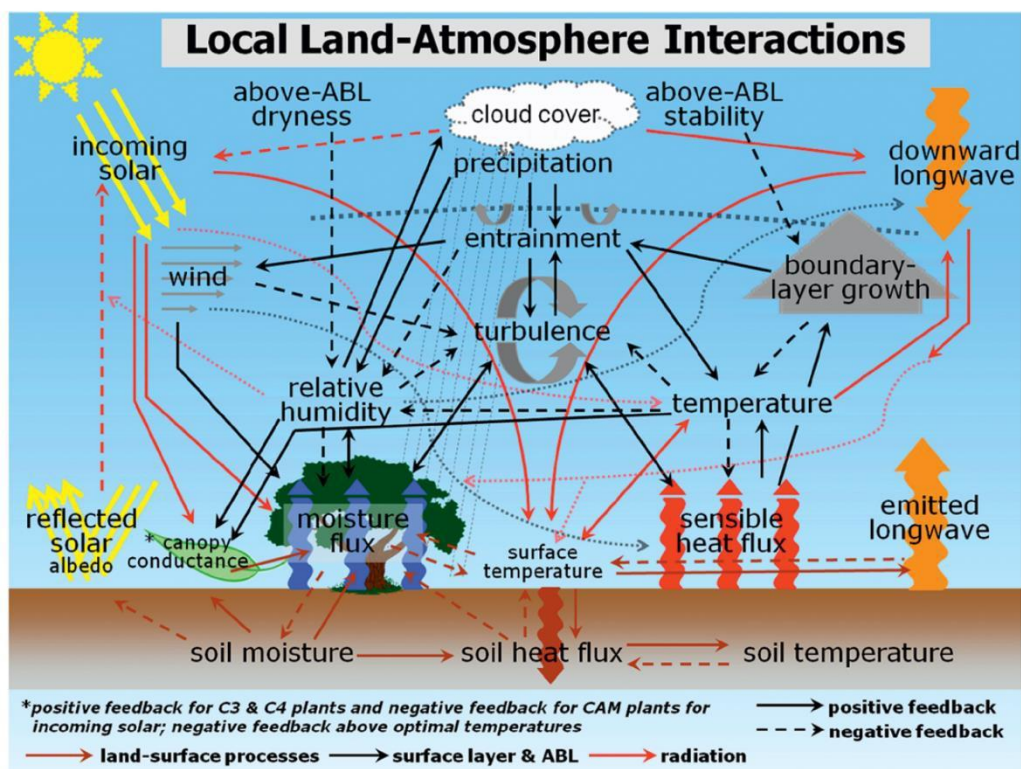 Local Land-Atmosphere Interactions
above-ABL
dryness
cloud cover
above-ABL
stability
incoming
solar
precipitation
downward
longwave
entrainment
wind
boundary-
layer growth
turbulence
relative
humidity
temperature
reflected
solar
albedo
* canopy
conductance
moisture
flux
surface
temperature
sensible
heat flux
emitted
longwave
soil moisture
soil heat flux
soil temperature
*positive feedback for C3 & C4 plants and negative feedback for CAM plants for
incoming solar; negative feedback above optimal temperatures
positive feedback
negative feedback
land-surface processes
surface layer & ABL
radiation